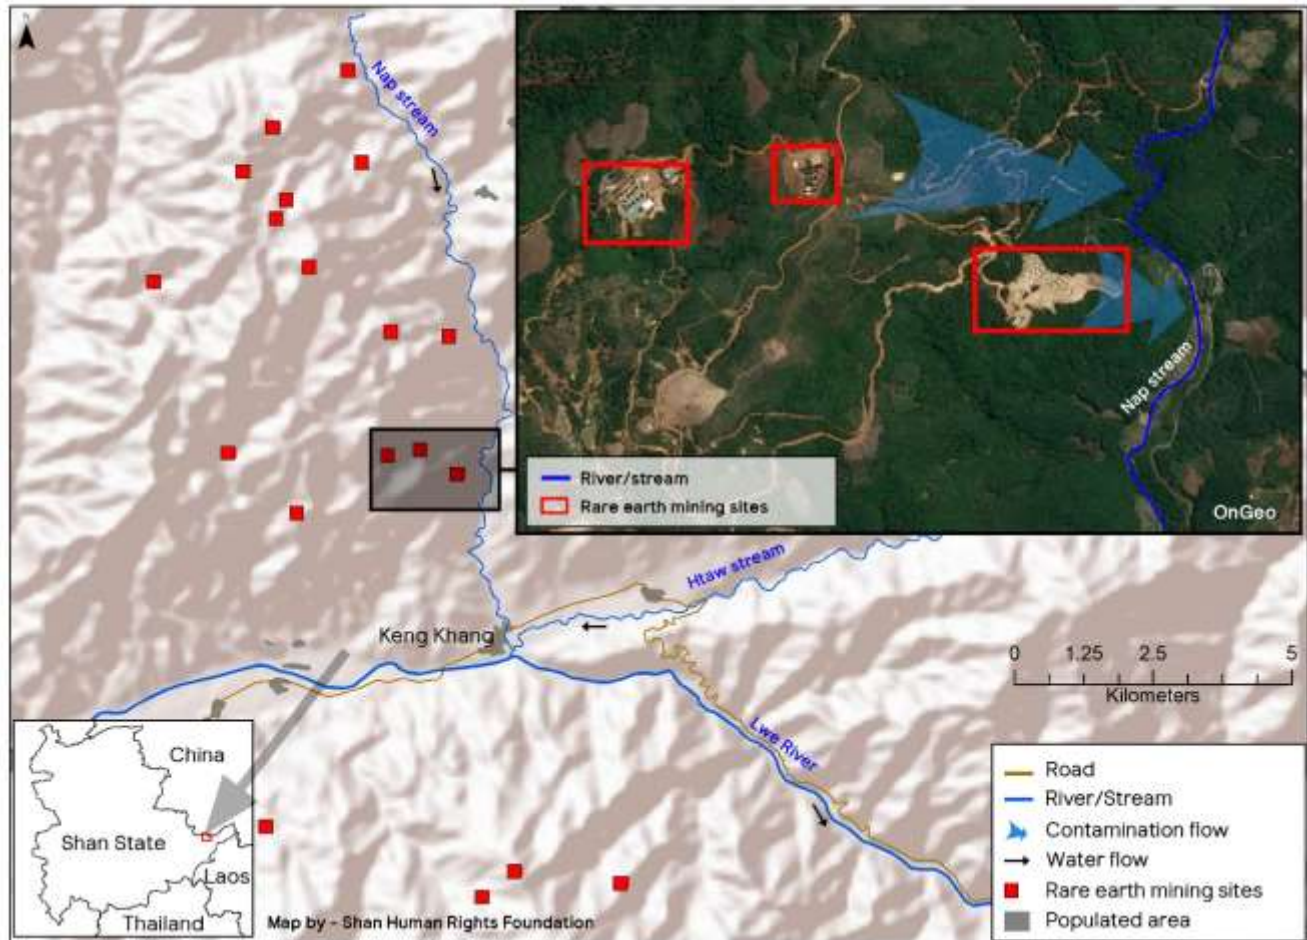 N
Nap stream
Nap stream
OnGeo
River/stream
Rare earth mining sites
Htaw stream
Keng Khang
0 1.25 2.5 5
Kilometers
Lwe River
China
Shan State
Laos
Thailand
Map by - Shan Human Rights Foundation
Road
River/Stream
Contamination flow
Water flow
Rare earth mining sites
Populated area